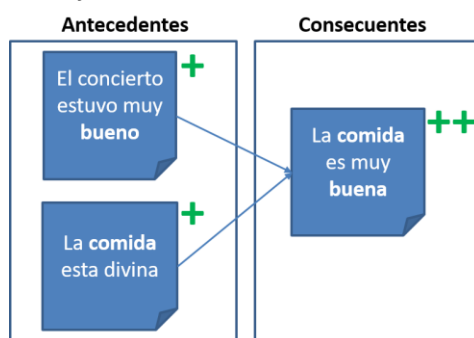 Antecedentes
Consecuentes
El concierto
estuvo muy
bueno
+
La comida
esta divina
+
La comida
es muy
buena
++